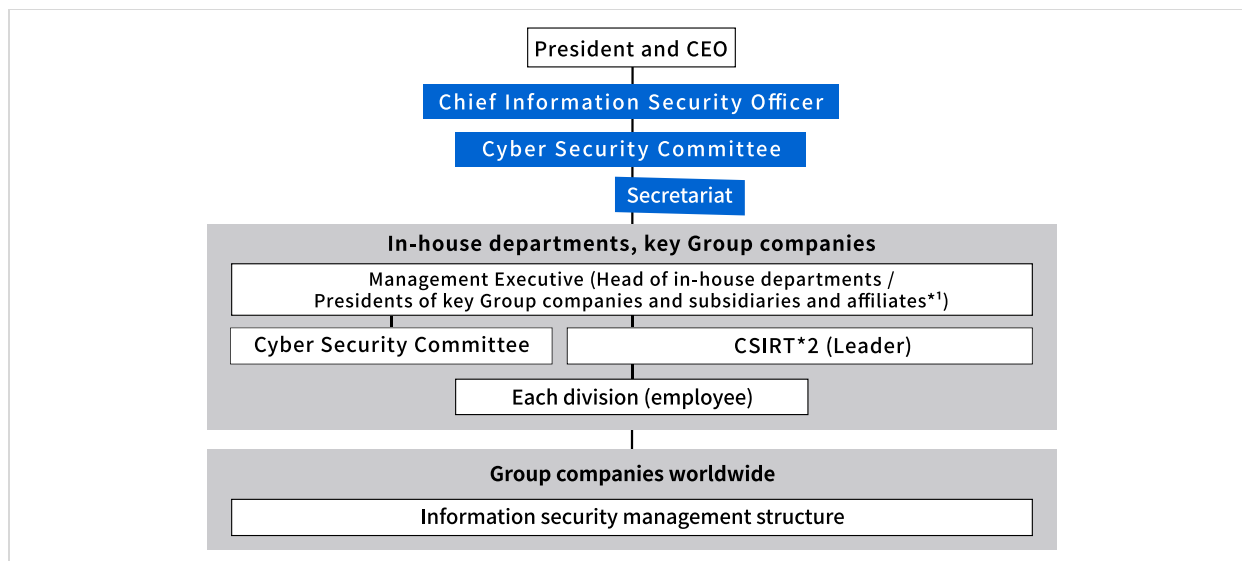 President and CEO
Chief Information Security Officer
Cyber Security Committee
Secretariat
In-house departments, key Group companies
Management Executive (Head of in-house departments /
Presidents of key Group companies and subsidiaries and affiliates*¹)
Cyber Security Committee
CSIRT*2 (Leader)
Each division (employee)
Group companies worldwide
Information security management structure